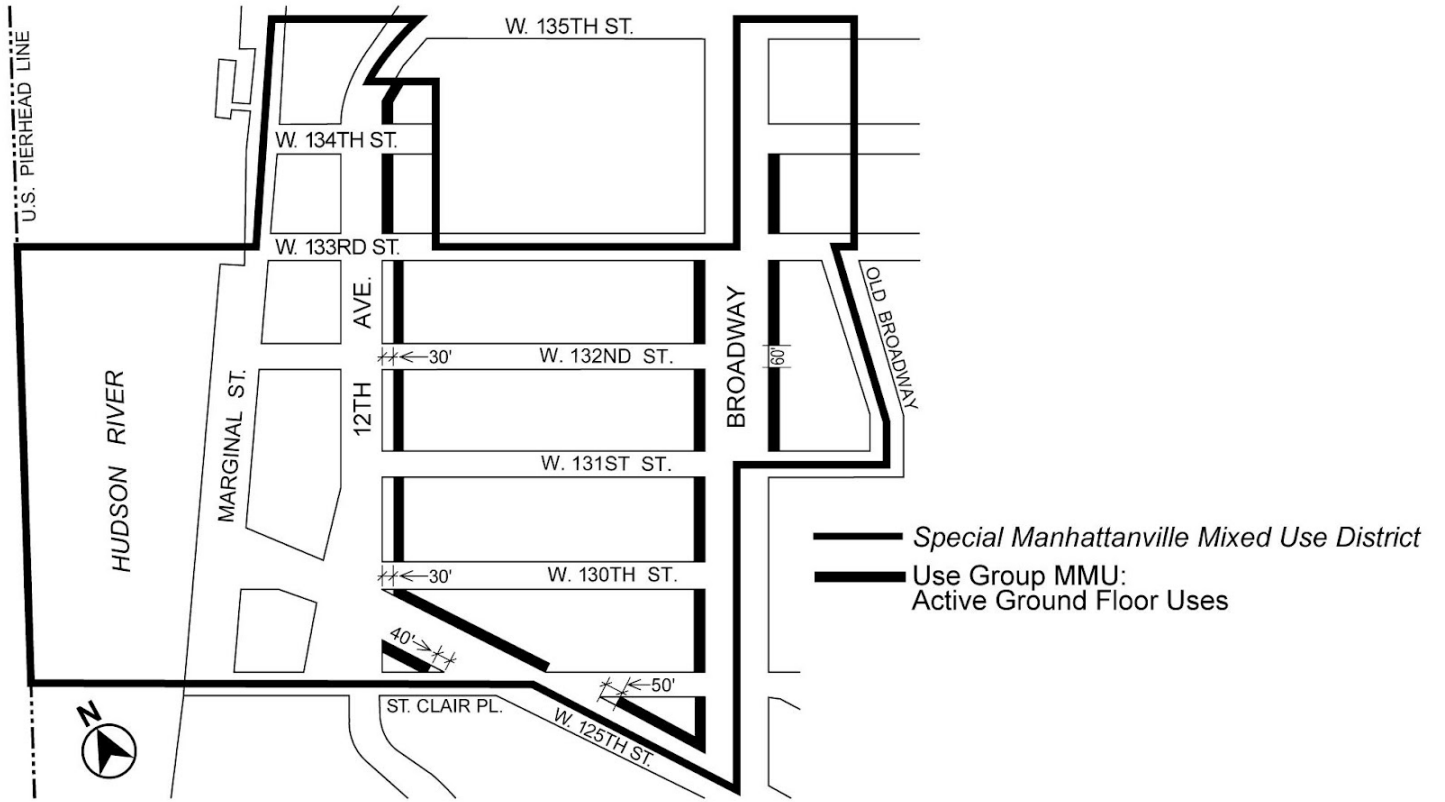 W. 135TH ST.
U.S. PIERHEAD LINE
W. 134TH ST.
W. 133RD ST.
OLD BROADWAY
12TH AVE.
BROADWAY
30'
W. 132ND ST.
60'
HUDSON RIVER
MARGINAL ST.
W. 131ST ST.
Special Manhattanville Mixed Use District
30'
W. 130TH ST.
Use Group MMU:
Active Ground Floor Uses
40'
50'
N
ST. CLAIR PL.
W. 125TH ST.